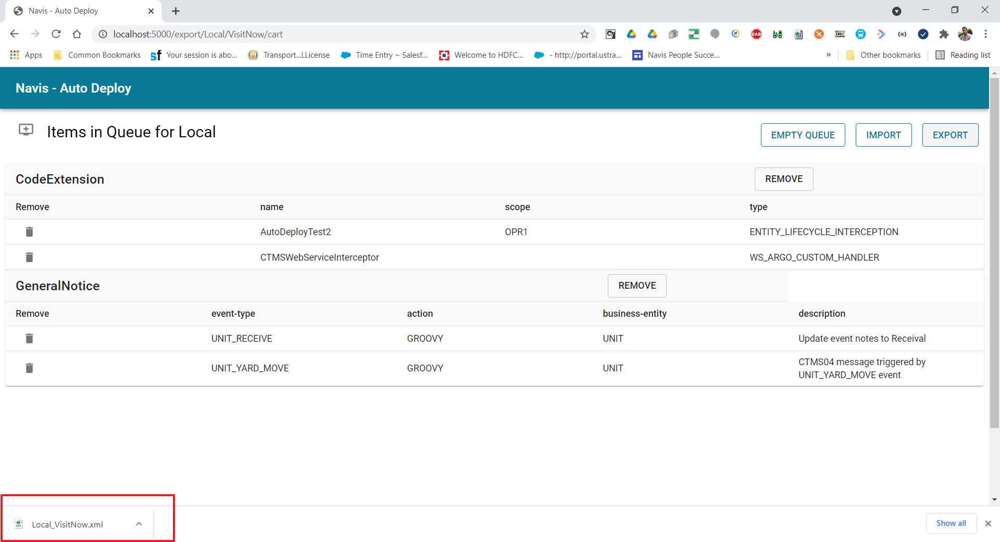 Navis - Auto Deploy
localhost:5000/export/Local/VisitNow/cart
EAB
Apps
Common Bookmarks
Your session is abo...
Transport...LLicense
Time Entry ~ Salesf...
Welcome to HDFC...
- http://portal.ustra...
Navis People Succe...
»
Other bookmarks
Reading list
Navis - Auto Deploy
Items in Queue for Local
EMPTY QUEUE
IMPORT
EXPORT
CodeExtension
REMOVE
Remove name scope type
AutoDeployTest2 OPR1 ENTITY_LIFECYCLE_INTERCEPTION
CTMSWebServiceInterceptor WS_ARGO_CUSTOM_HANDLER
GeneralNotice
REMOVE
Remove event-type action business-entity description
UNIT_RECEIVE GROOVY UNIT Update event notes to Receival
UNIT_YARD_MOVE GROOVY UNIT CTMS04 message triggered by
UNIT_YARD_MOVE event
Local_VisitNow.xml
Show all